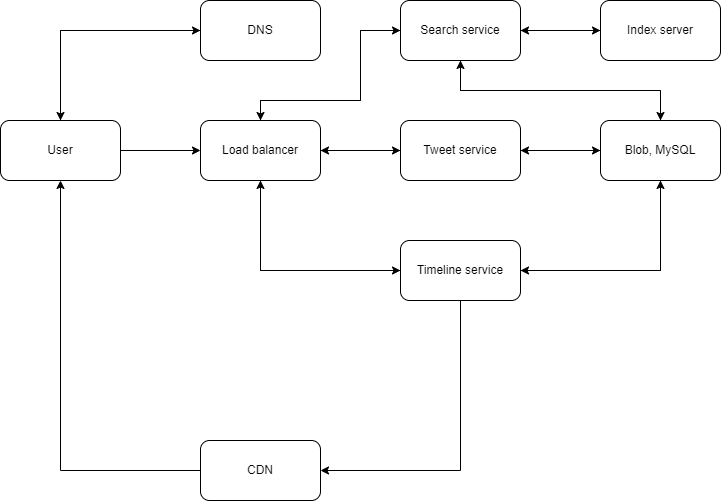 DNS
Search service
Index server
User
Load balancer
Tweet service
Blob, MySQL
Timeline service
CDN